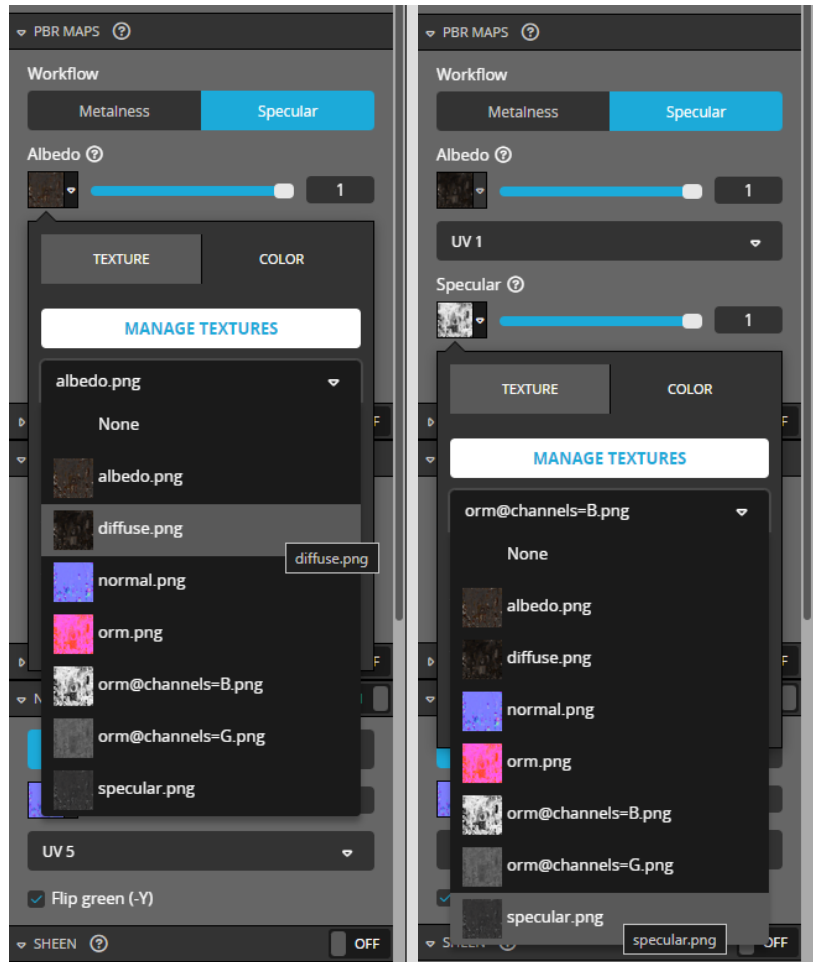 PBR MAPS ?
Workflow
Metalness Specular
Albedo ?
1
TEXTURE COLOR
MANAGE TEXTURES
albedo.png
None
albedo.png
diffuse.png
diffuse.png
normal.png
orm.png
orm@channels=B.png
orm@channels=G.png
specular.png
F
F
N
UV 5
Flip green (-Y)
SHEEN ? OFF
PBR MAPS ?
Workflow
Metalness Specular
Albedo ?
1
UV 1
Specular ?
1
TEXTURE COLOR
MANAGE TEXTURES
orm@channels=B.png
None
albedo.png
diffuse.png
normal.png
orm.png
orm@channels=B.png
orm@channels=G.png
specular.png
specular.png
F
F
OFF